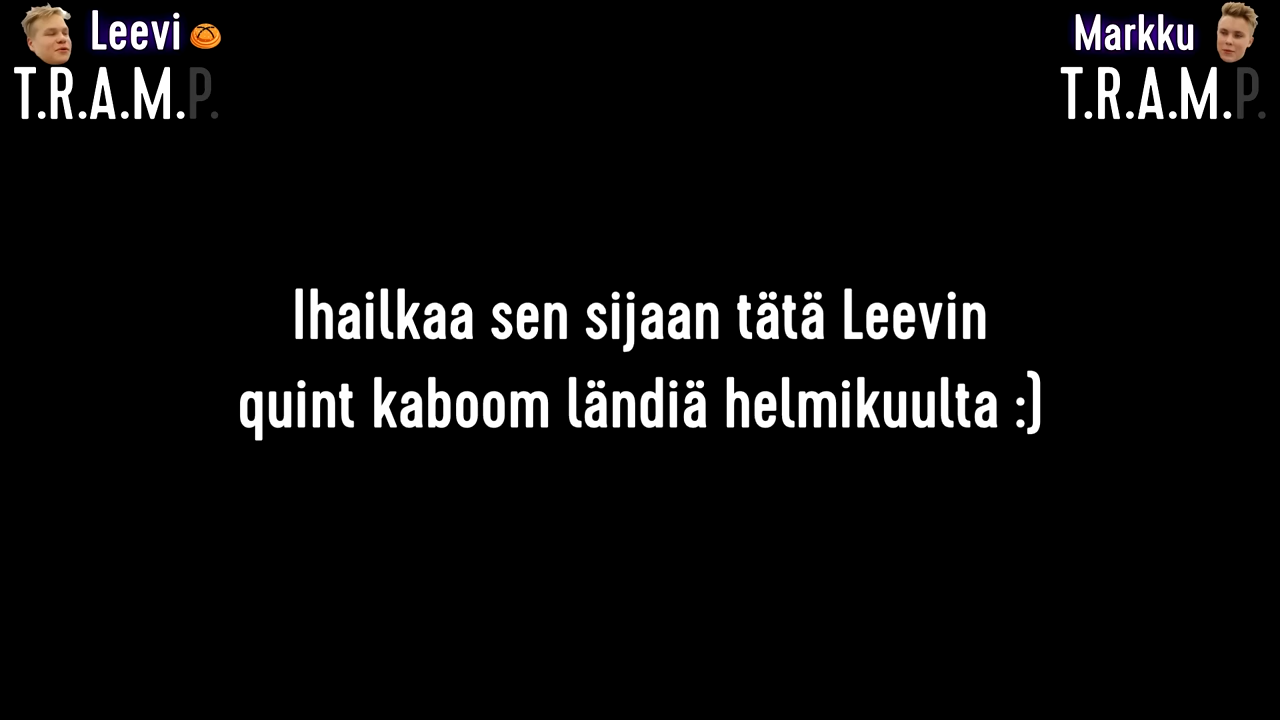 Leevi
T.R.A.M.P.
Markku
T.R.A.M.P.
Ihailkaa sen sijaan tätä Leevin
quint kaboom ländiä helmikuulta :)